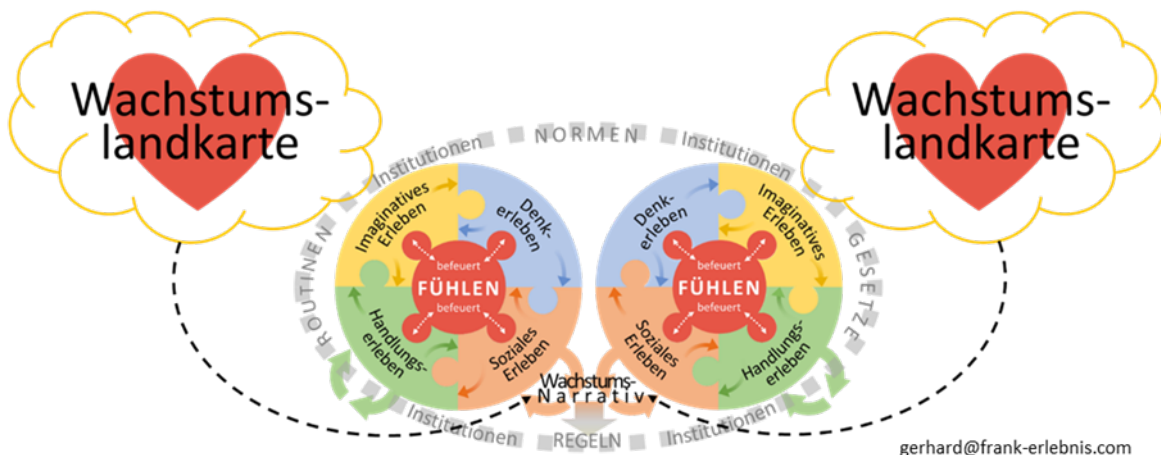 Wachstums-
landkarte
Wachstums-
landkarte
Institutionen
NORMEN
Institutionen
ROUTINEN
GESETZE
Imaginatives
Erleben
Denk-
erleben
befeuert
FÜHLEN
befeuert
Handlungs-
erleben
Soziales
Erleben
Denk-
erleben
Imaginatives
Erleben
befeuert
FÜHLEN
befeuert
Soziales
Erleben
Handlungs-
erleben
Wachstums-
Narrativ
Institutionen
REGELN
Institutionen
gerhard@frank-erlebnis.com